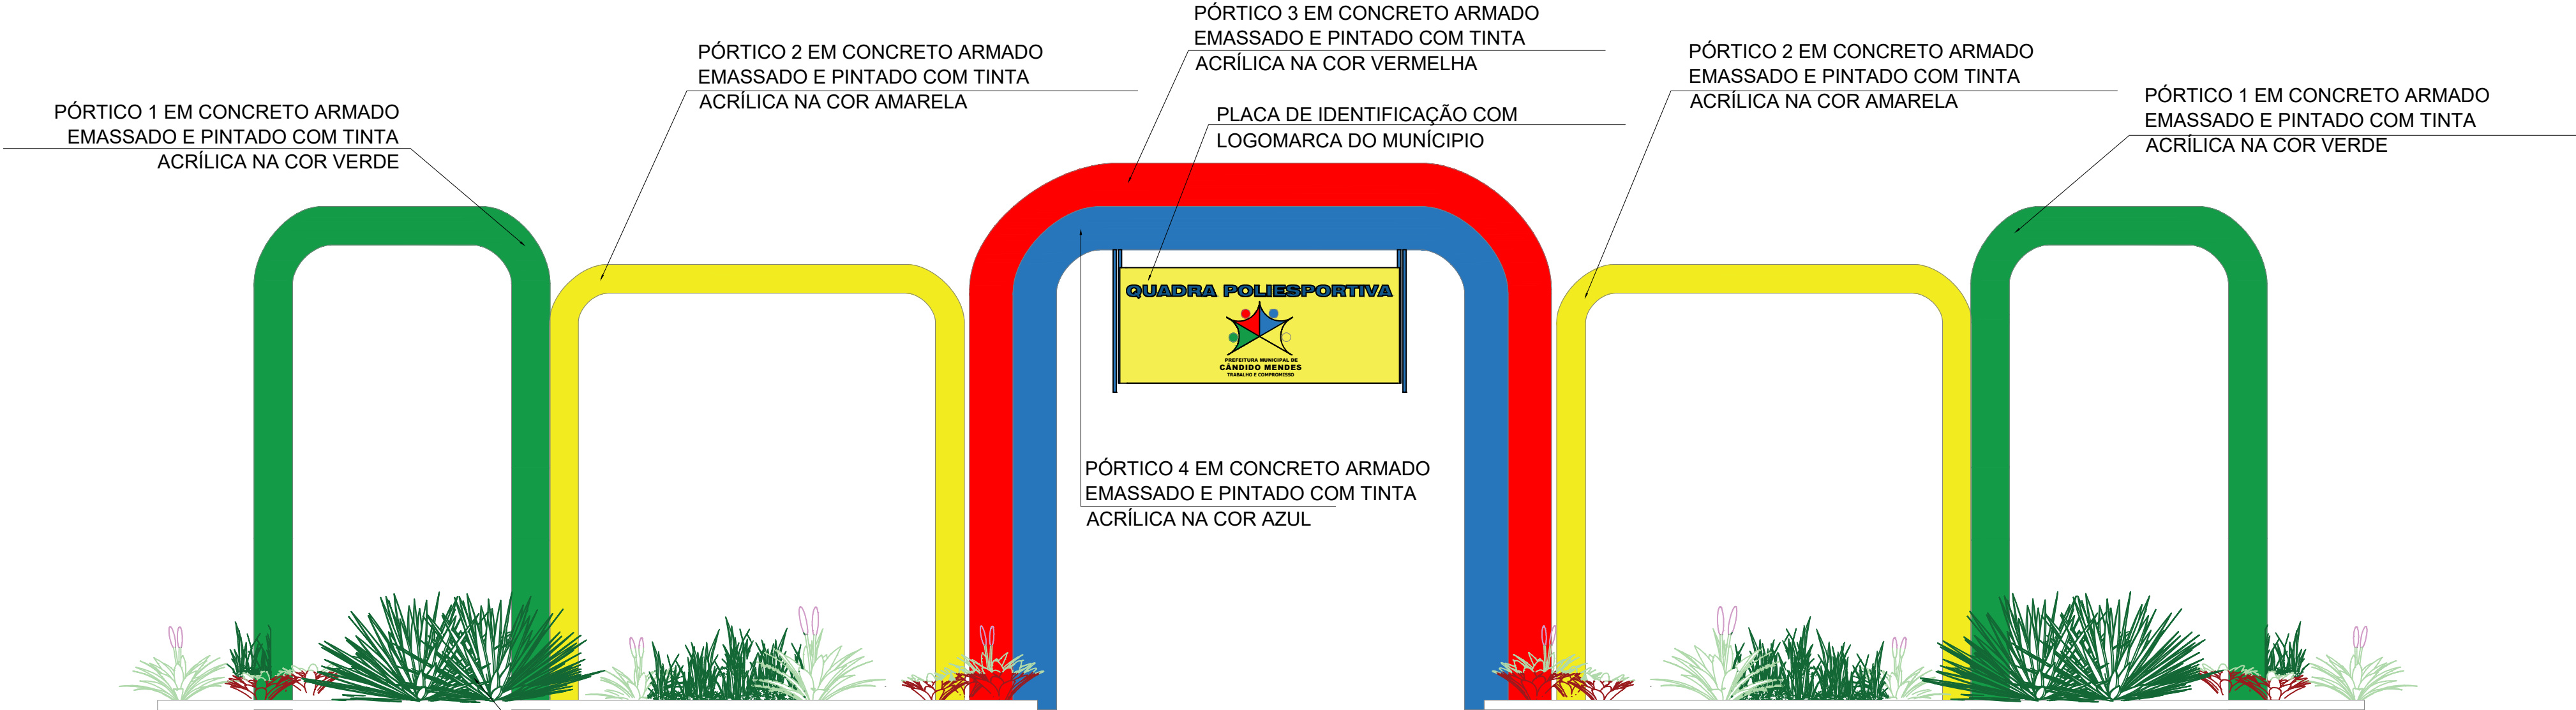 PÓRTICO 1 EM CONCRETO ARMADO
EMASSADO E PINTADO COM TINTA
ACRÍLICA NA COR VERDE
PÓRTICO 2 EM CONCRETO ARMADO
EMASSADO E PINTADO COM TINTA
ACRÍLICA NA COR AMARELA
PÓRTICO 3 EM CONCRETO ARMADO
EMASSADO E PINTADO COM TINTA
ACRÍLICA NA COR VERMELHA
PLACA DE IDENTIFICAÇÃO COM
LOGOMARCA DO MUNÍCIPIO
PÓRTICO 2 EM CONCRETO ARMADO
EMASSADO E PINTADO COM TINTA
ACRÍLICA NA COR AMARELA
PÓRTICO 1 EM CONCRETO ARMADO
EMASSADO E PINTADO COM TINTA
ACRÍLICA NA COR VERDE
QUADRA POLIESPORTIVA
PREFEITURA MUNICIPAL DE
CÂNDIDO MENDES
TRABALHO E COMPROMISSO
PÓRTICO 4 EM CONCRETO ARMADO
EMASSADO E PINTADO COM TINTA
ACRÍLICA NA COR AZUL